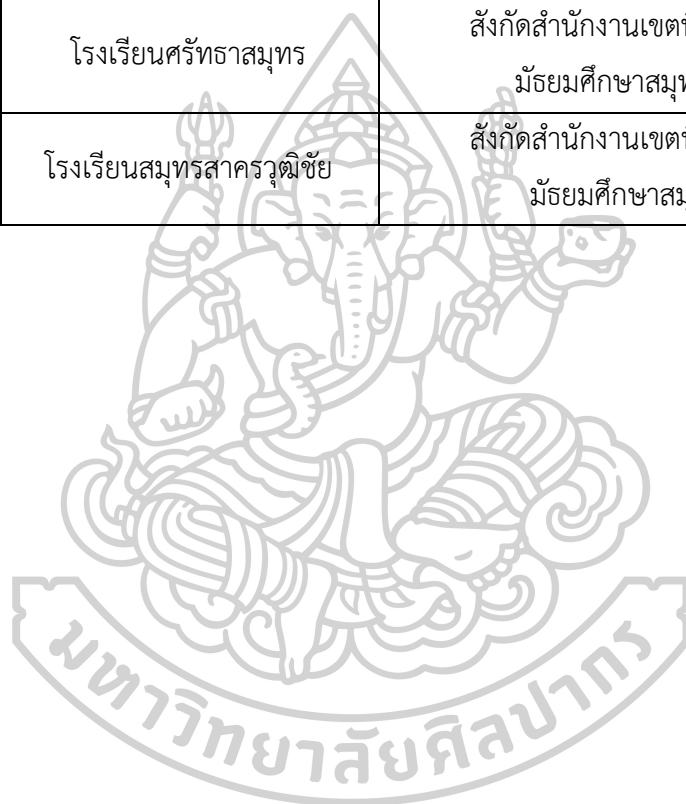 โรงเรียนศรัทธาสมุทร
สังกัดสำนักงานเขต
มัธยมศึกษาสมุ
โรงเรียนสมุทรสาครวุฒิชัย
สังกัดสำนักงานเขต
มัธยมศึกษาส
มหาวิทยาลัยศิลปากร